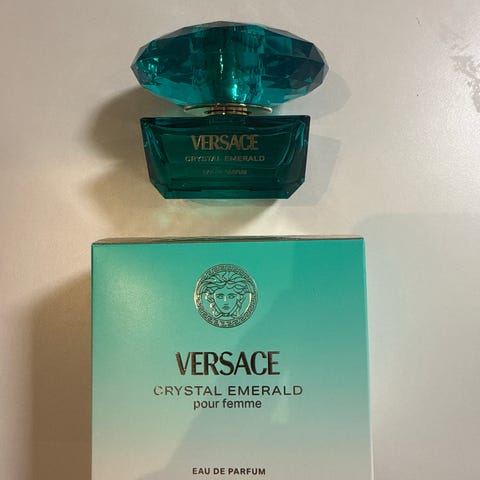 VERSACE
CRYSTAL EMERALD
EAU DE PARFUM
VERSACE
CRYSTAL EMERALD
pour femme
EAU DE PARFUM